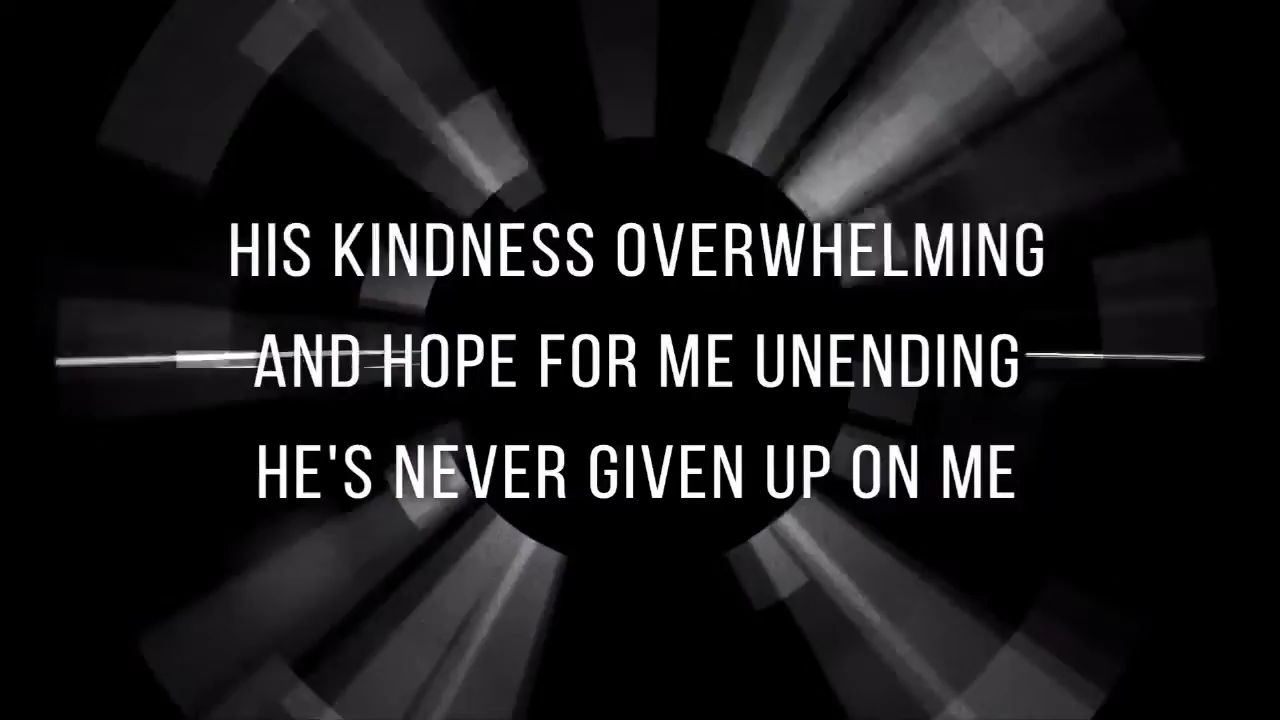 HIS KINDNESS OVERWHELMING
AND HOPE FOR ME UNENDING
HE'S NEVER GIVEN UP ON ME